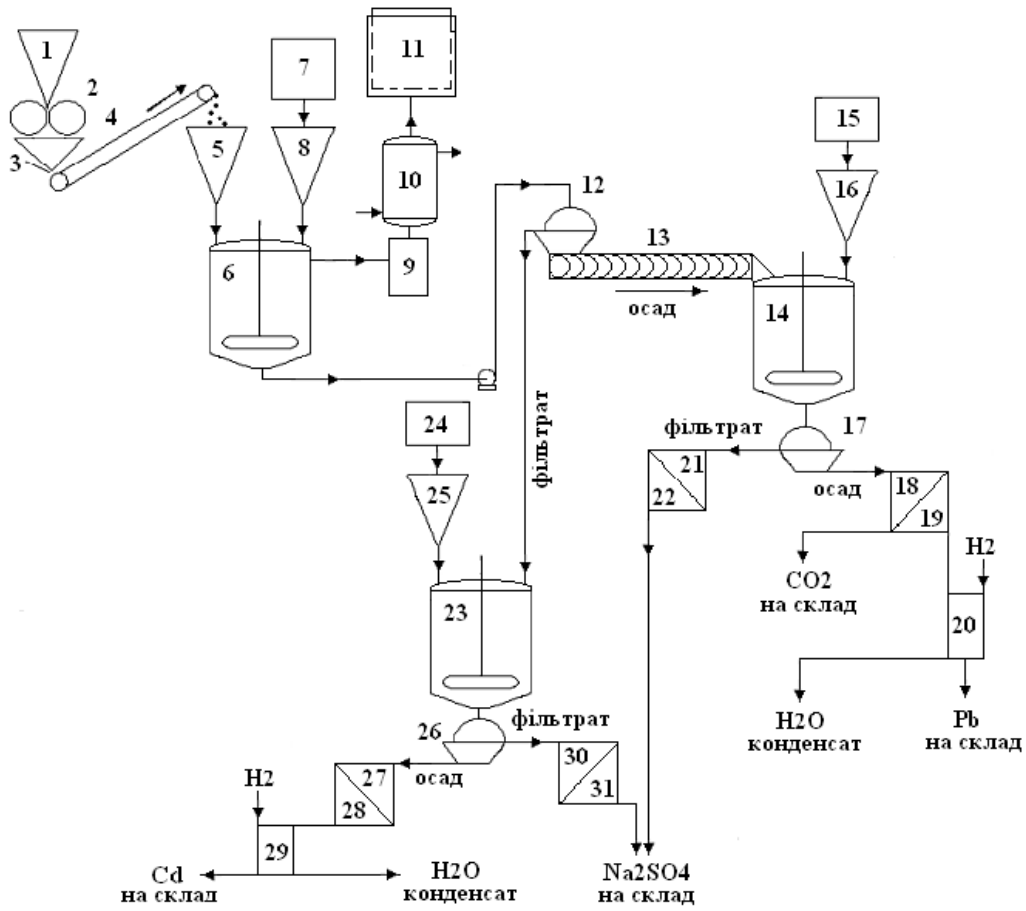 1
2
3
4
5
6
7
8
9
10
11
12
13
осад
14
15
16
17
фільтрат
осад
18
19
21
22
CO2
на склад
H2
20
H2O
конденсат
Pb
на склад
фільтрат
24
25
23
26
фільтрат
осад
27
28
30
31
H2
29
Cd
на склад
H2O
конденсат
Na2SO4
на склад